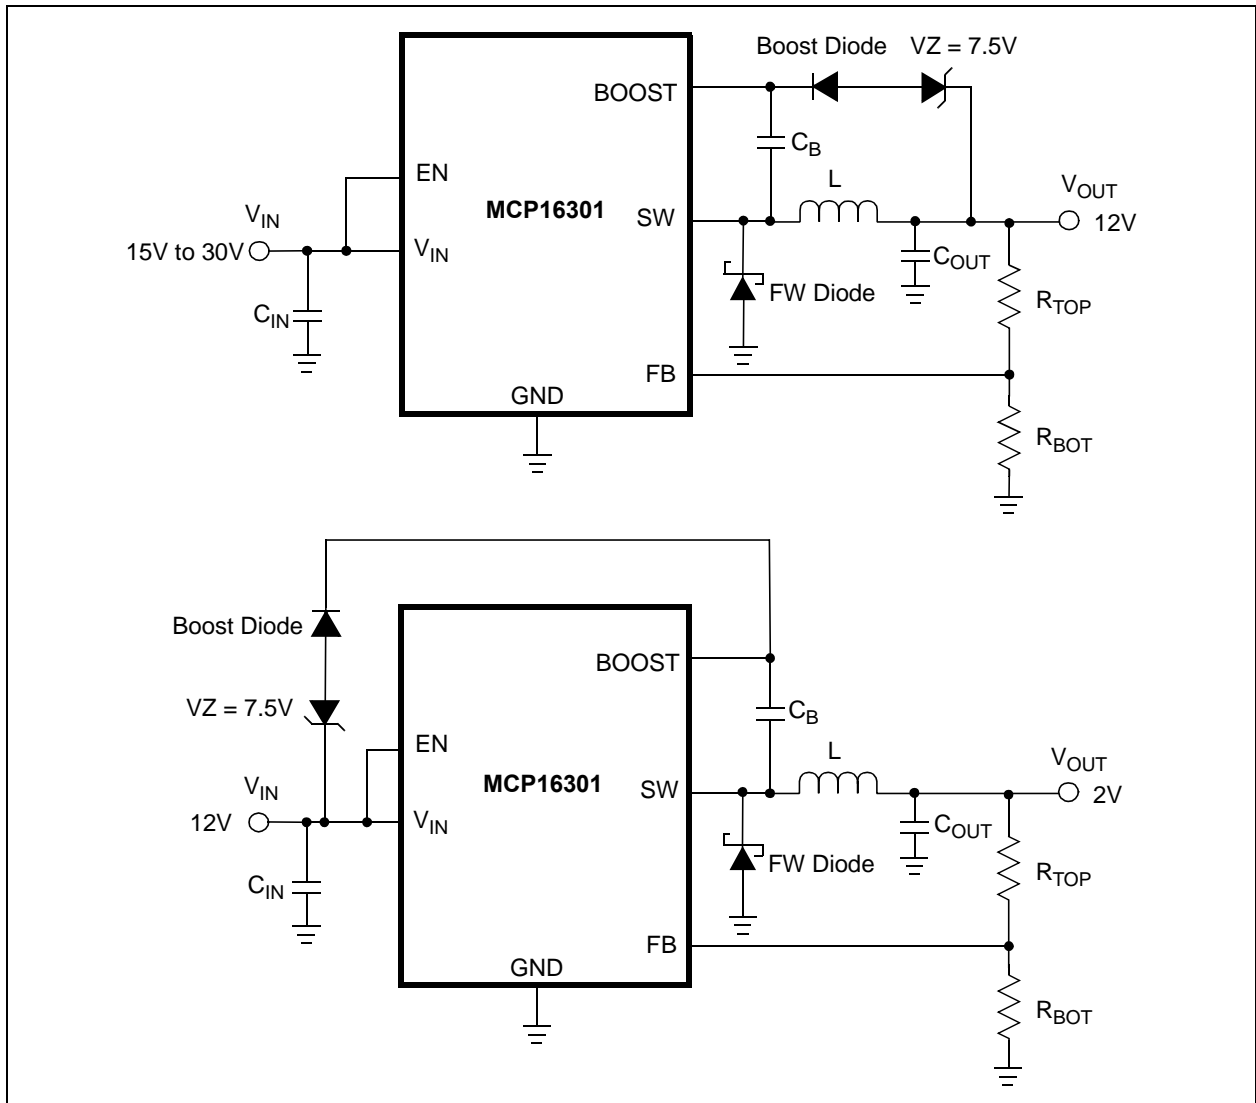 Boost Diode VZ = 7.5V
BOOST
CB
EN
L
VOUT
VIN
MCP16301
SW
12V
15V to 30V
VIN
COUT
FW Diode
CIN
RTOP
FB
GND
RBOT
Boost Diode
BOOST
VZ = 7.5V
CB
EN
L
VOUT
VIN
MCP16301
SW
2V
12V
VIN
COUT
FW Diode
CIN
RTOP
FB
GND
RBOT